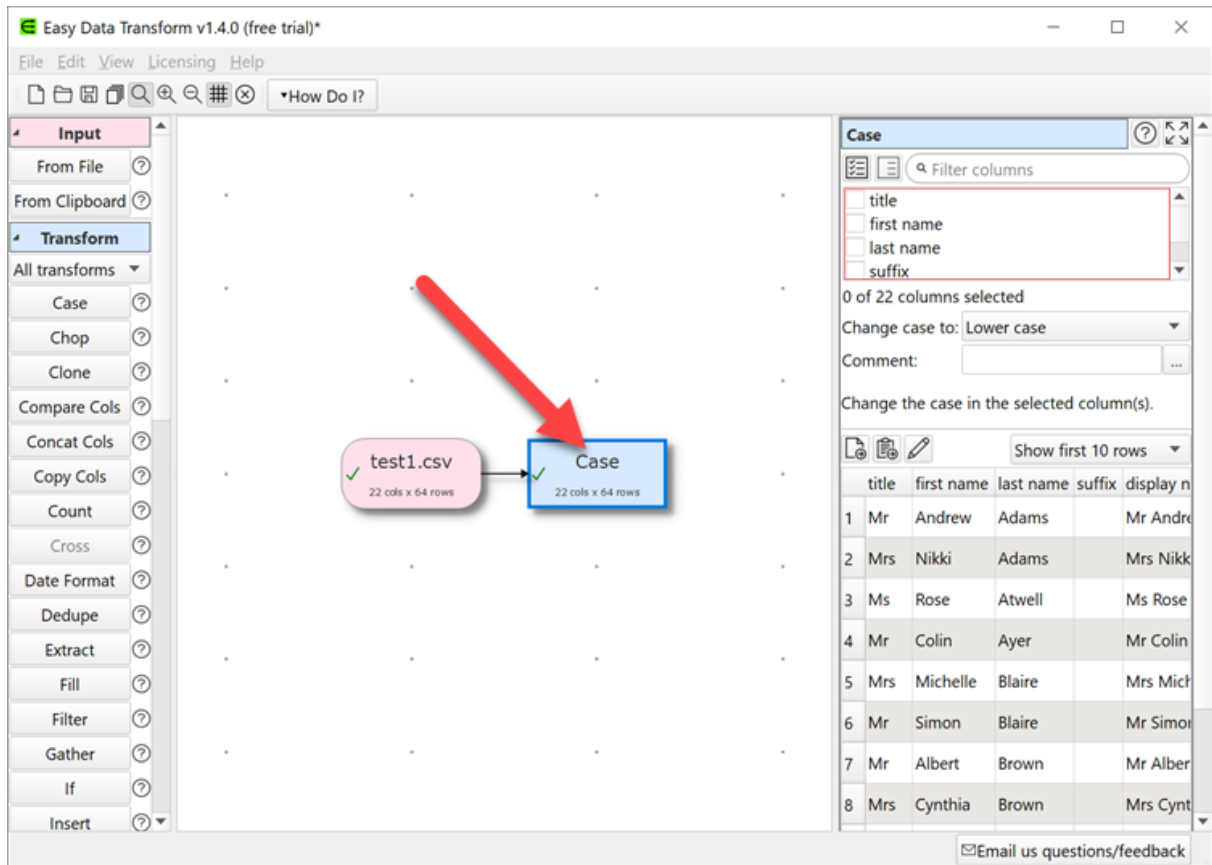 Easy Data Transform v1.4.0 (free trial)*
File Edit View Licensing Help
How Do I?
Input
From File
From Clipboard
Transform
All transforms
Case
Chop
Clone
Compare Cols
Concat Cols
Copy Cols
Count
Cross
Date Format
Dedupe
Extract
Fill
Filter
Gather
If
Insert
test1.csv
22 cols x 64 rows
Case
22 cols x 64 rows
Case
Filter columns
title
first name
last name
suffix
0 of 22 columns selected
Change case to: Lower case
Comment: ...
Change the case in the selected column(s).
Show first 10 rows
title first name last name suffix display n
1 Mr Andrew Adams Mr Andre
2 Mrs Nikki Adams Mrs Nikk
3 Ms Rose Atwell Ms Rose
4 Mr Colin Ayer Mr Colin
5 Mrs Michelle Blaire Mrs Mich
6 Mr Simon Blaire Mr Simon
7 Mr Albert Brown Mr Alber
8 Mrs Cynthia Brown Mrs Cynt
Email us questions/feedback